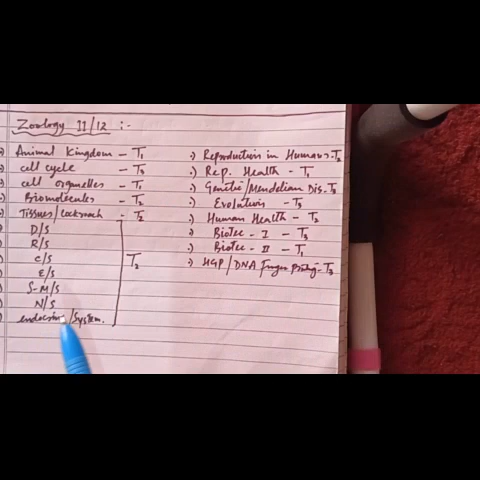 Zoology 11/12 :-
Animal Kingdom - T1
cell cycle - T3
cell organelles - T1
Biomolecules - T2
Tissues/Cockroach - T2
D/S
R/S
C/S
E/S
S-M/S
N/S
endocrine/System.
T2
Reproduction in Humans - T2
Rep. Health - T1
Genetic/Mendelian Dis. - T3
Evolution - T3
Human Health - T2
Biotec - I - T3
Biotec - II - T1
HGP/DNA Finger Printing - T3